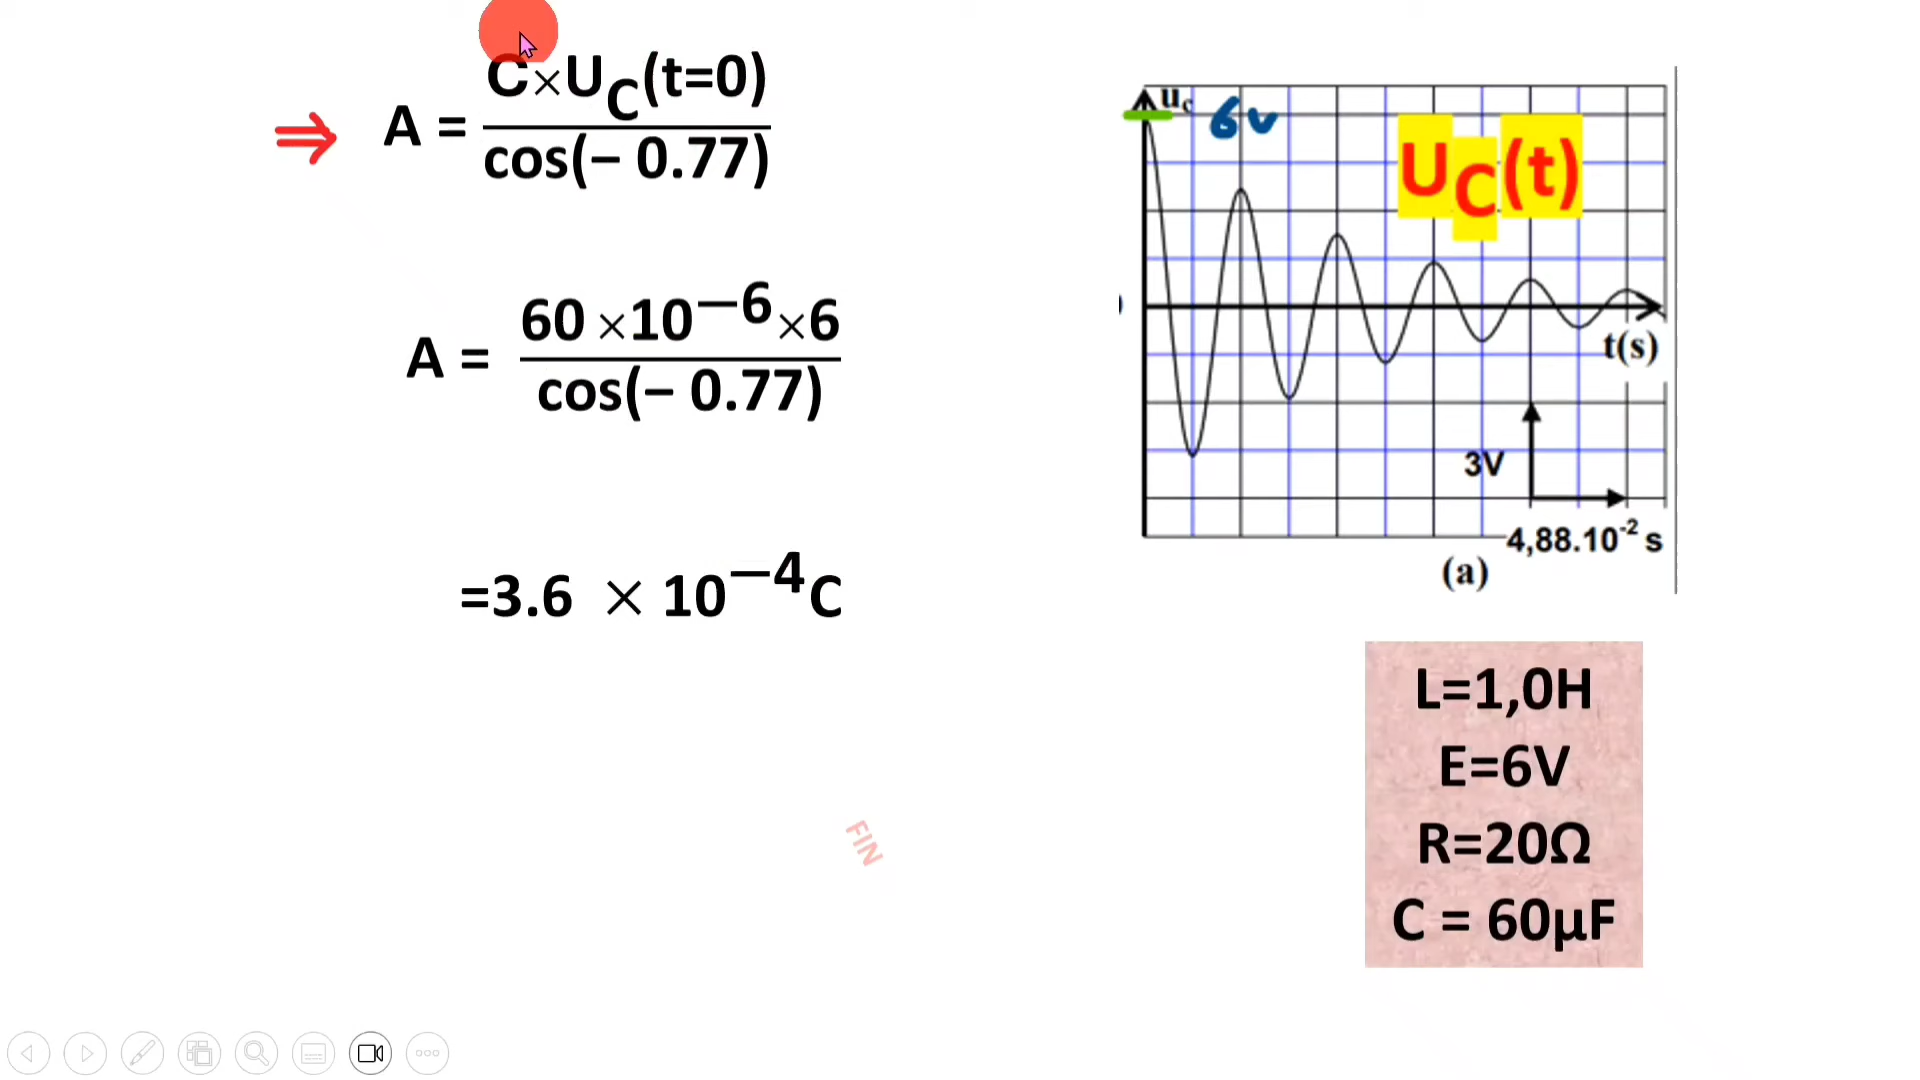 ⇒ A = C×U_C(t=0) / cos(– 0.77)
A = 60 ×10^–6 ×6 / cos(– 0.77)
=3.6 × 10^–4 C
u_c 6v
U_C(t)
t(s)
3V
4,88.10^-2 s
(a)
L=1,0H
E=6V
R=20Ω
C = 60µF
FIN